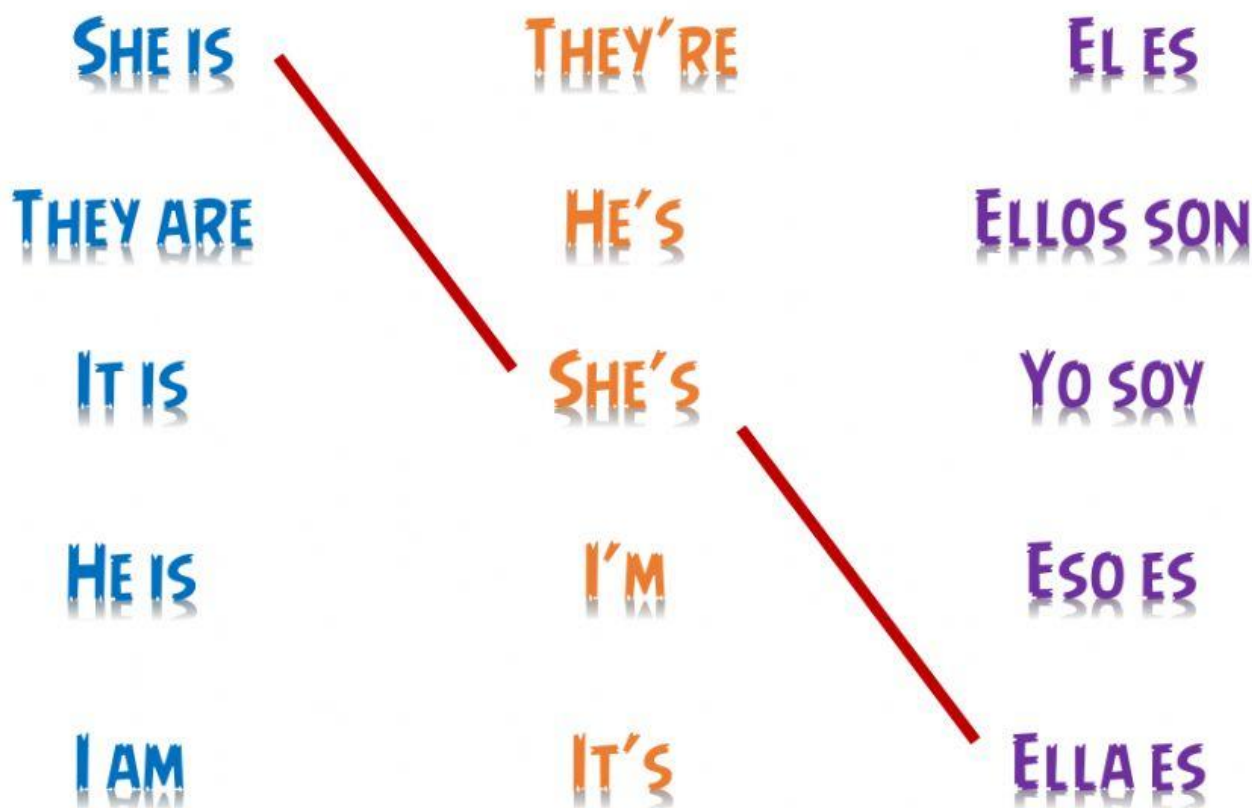 SHE IS THEY'RE EL ES
THEY ARE HE'S ELLOS SON
IT IS SHE'S YO SOY
HE IS I'M ESO ES
I AM IT'S ELLA ES